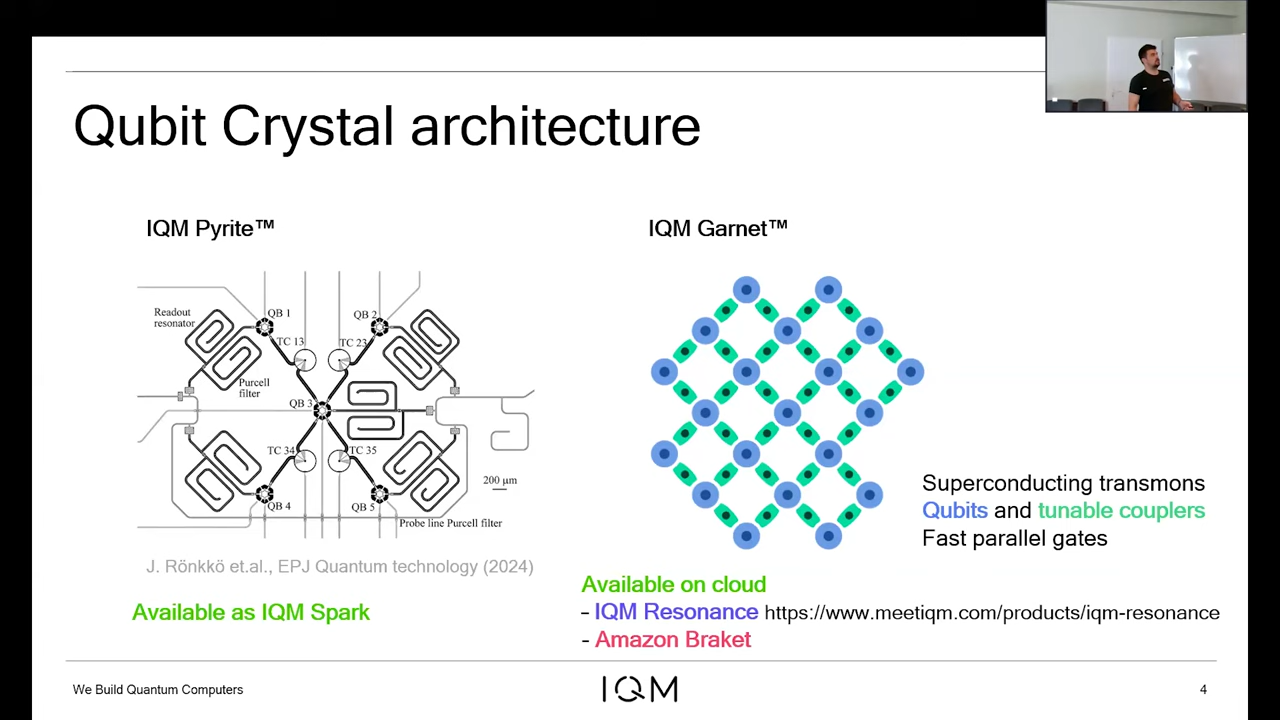 Qubit Crystal architecture
IQM Pyrite™
IQM Garnet™
Readout
resonator
QB 1
QB 2
TC 13
TC 23
Purcell
filter
QB 3
TC 34
TC 35
200 μm
QB 4
QB 5
Probe line Purcell filter
J. Rönkkö et.al., EPJ Quantum technology (2024)
Available as IQM Spark
Superconducting transmons
Qubits and tunable couplers
Fast parallel gates
Available on cloud
- IQM Resonance https://www.meetiqm.com/products/iqm-resonance
- Amazon Braket
We Build Quantum Computers
IQM
4